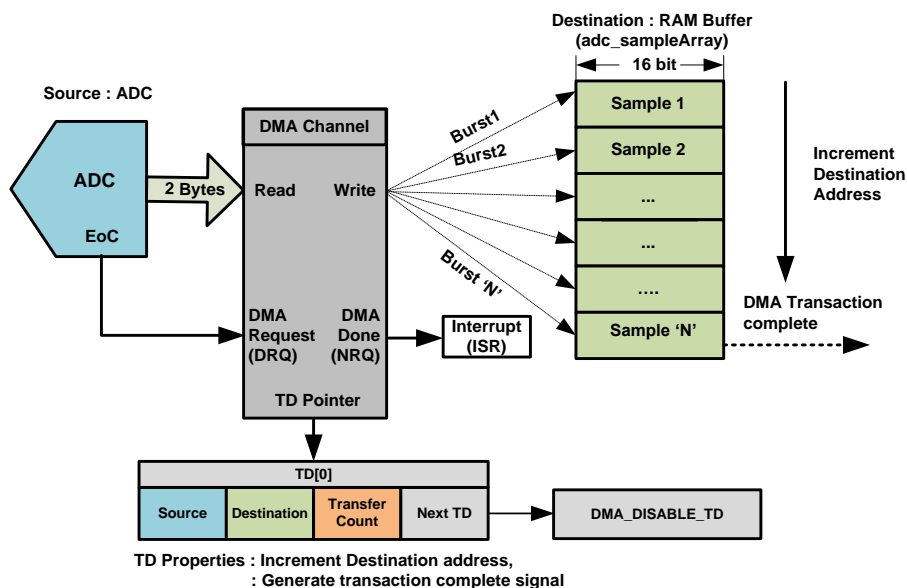 Destination : RAM Buffer
(adc_sampleArray)
16 bit
Source : ADC
DMA Channel
ADC
2 Bytes
EoC
Read
Write
DMA
Request
(DRQ)
DMA
Done
(NRQ)
TD Pointer
Burst1
Burst2
Burst 'N'
Interrupt
(ISR)
Sample 1
Sample 2
...
...
....
Sample 'N'
Increment
Destination
Address
DMA Transaction
complete
TD[0]
Source
Destination
Transfer
Count
Next TD
DMA_DISABLE_TD
TD Properties : Increment Destination address,
: Generate transaction complete signal